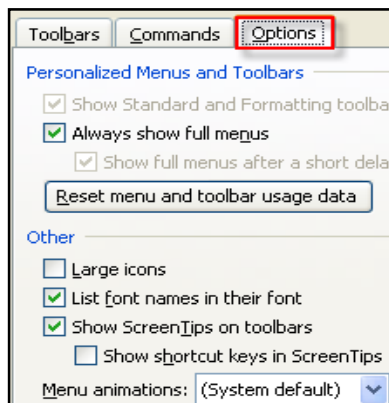 Toolbars Commands Options
Personalized Menus and Toolbars
Show Standard and Formatting
Always show full menus
Show full menus after a short
Reset menu and toolbar usage data
Other
Large icons
List font names in their font
Show ScreenTips on toolbars
Show shortcut keys in ScreenTips
Menu animations: (System default)